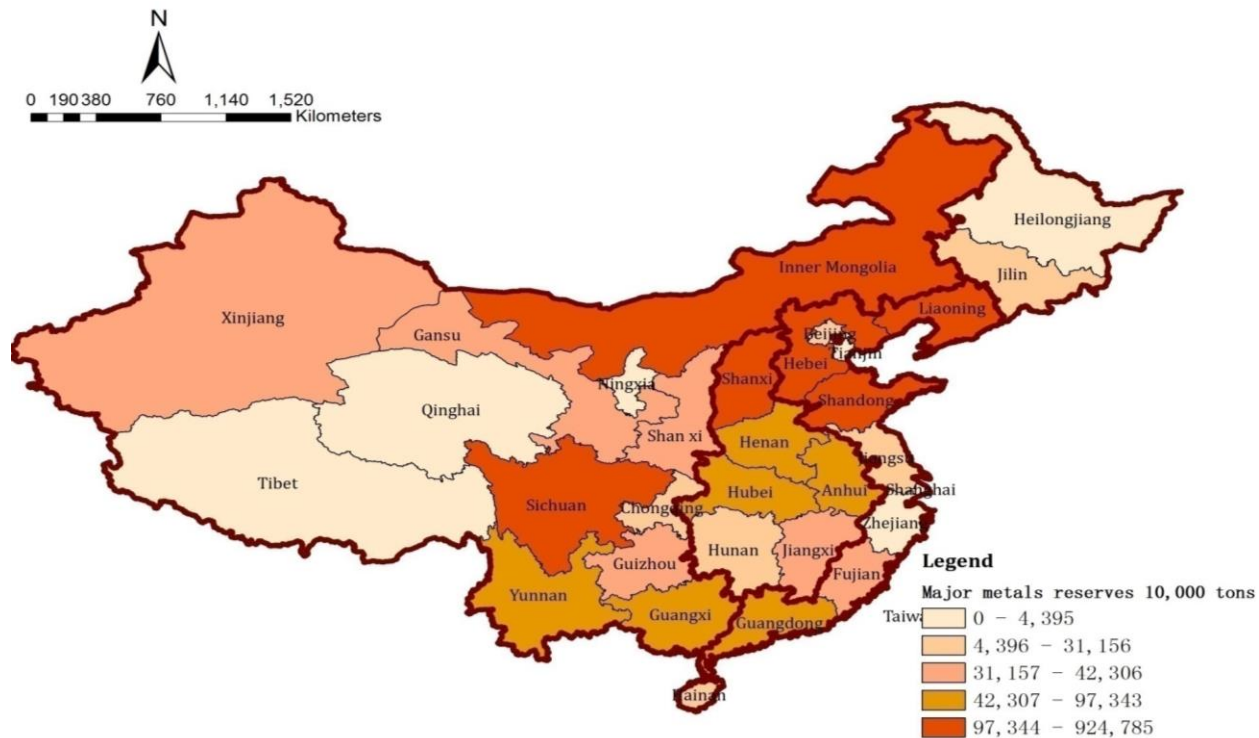 N
0 190 380 760 1,140 1,520
Kilometers
Heilongjiang
Jilin
Inner Mongolia
Liaoning
Xinjiang
Gansu
Beijing
Tianjin
Hebei
Ningxia
Shanxi
Shandong
Qinghai
Shan xi
Henan
Jiangsu
Tibet
Sichuan
Hubei
Anhui
Shanghai
Chongqing
Zhejiang
Hunan
Jiangxi
Guizhou
Fujian
Yunnan
Guangxi
Guangdong
Taiwa
Hainan
Legend
Major metals reserves 10,000 tons
0 - 4,395
4,396 - 31,156
31,157 - 42,306
42,307 - 97,343
97,344 - 924,785